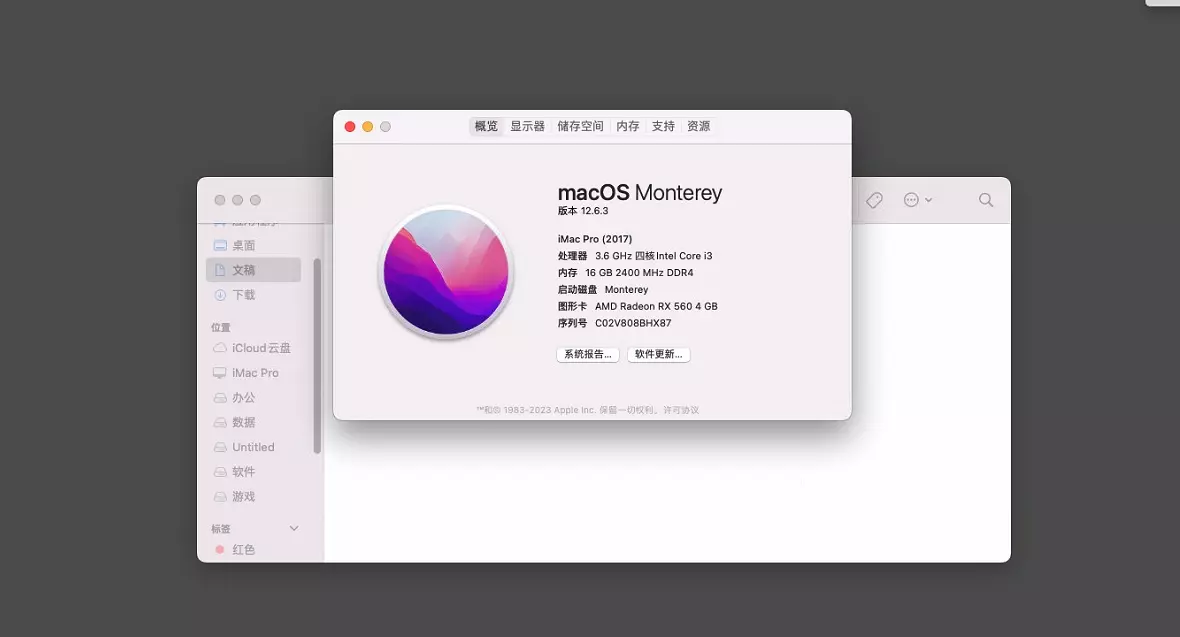 概览 显示器 储存空间 内存 支持 资源
macOS Monterey
版本 12.6.3
iMac Pro (2017)
处理器 3.6 GHz 四核Intel Core i3
内存 16 GB 2400 MHz DDR4
启动磁盘 Monterey
图形卡 AMD Radeon RX 560 4 GB
序列号 C02V808BHX87
系统报告... 软件更新...
™和© 1983-2023 Apple Inc. 保留一切权利。许可协议
桌面
文稿
下载
位置
iCloud云盘
iMac Pro
办公
数据
Untitled
软件
游戏
标签
红色